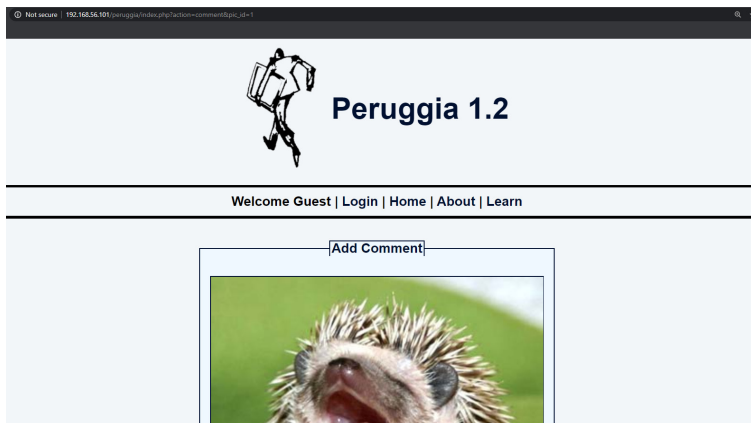 Not secure | 192.168.56.101/peruggia/index.php?action=comment&pic_id=1
Peruggia 1.2
Welcome Guest | Login | Home | About | Learn
Add Comment